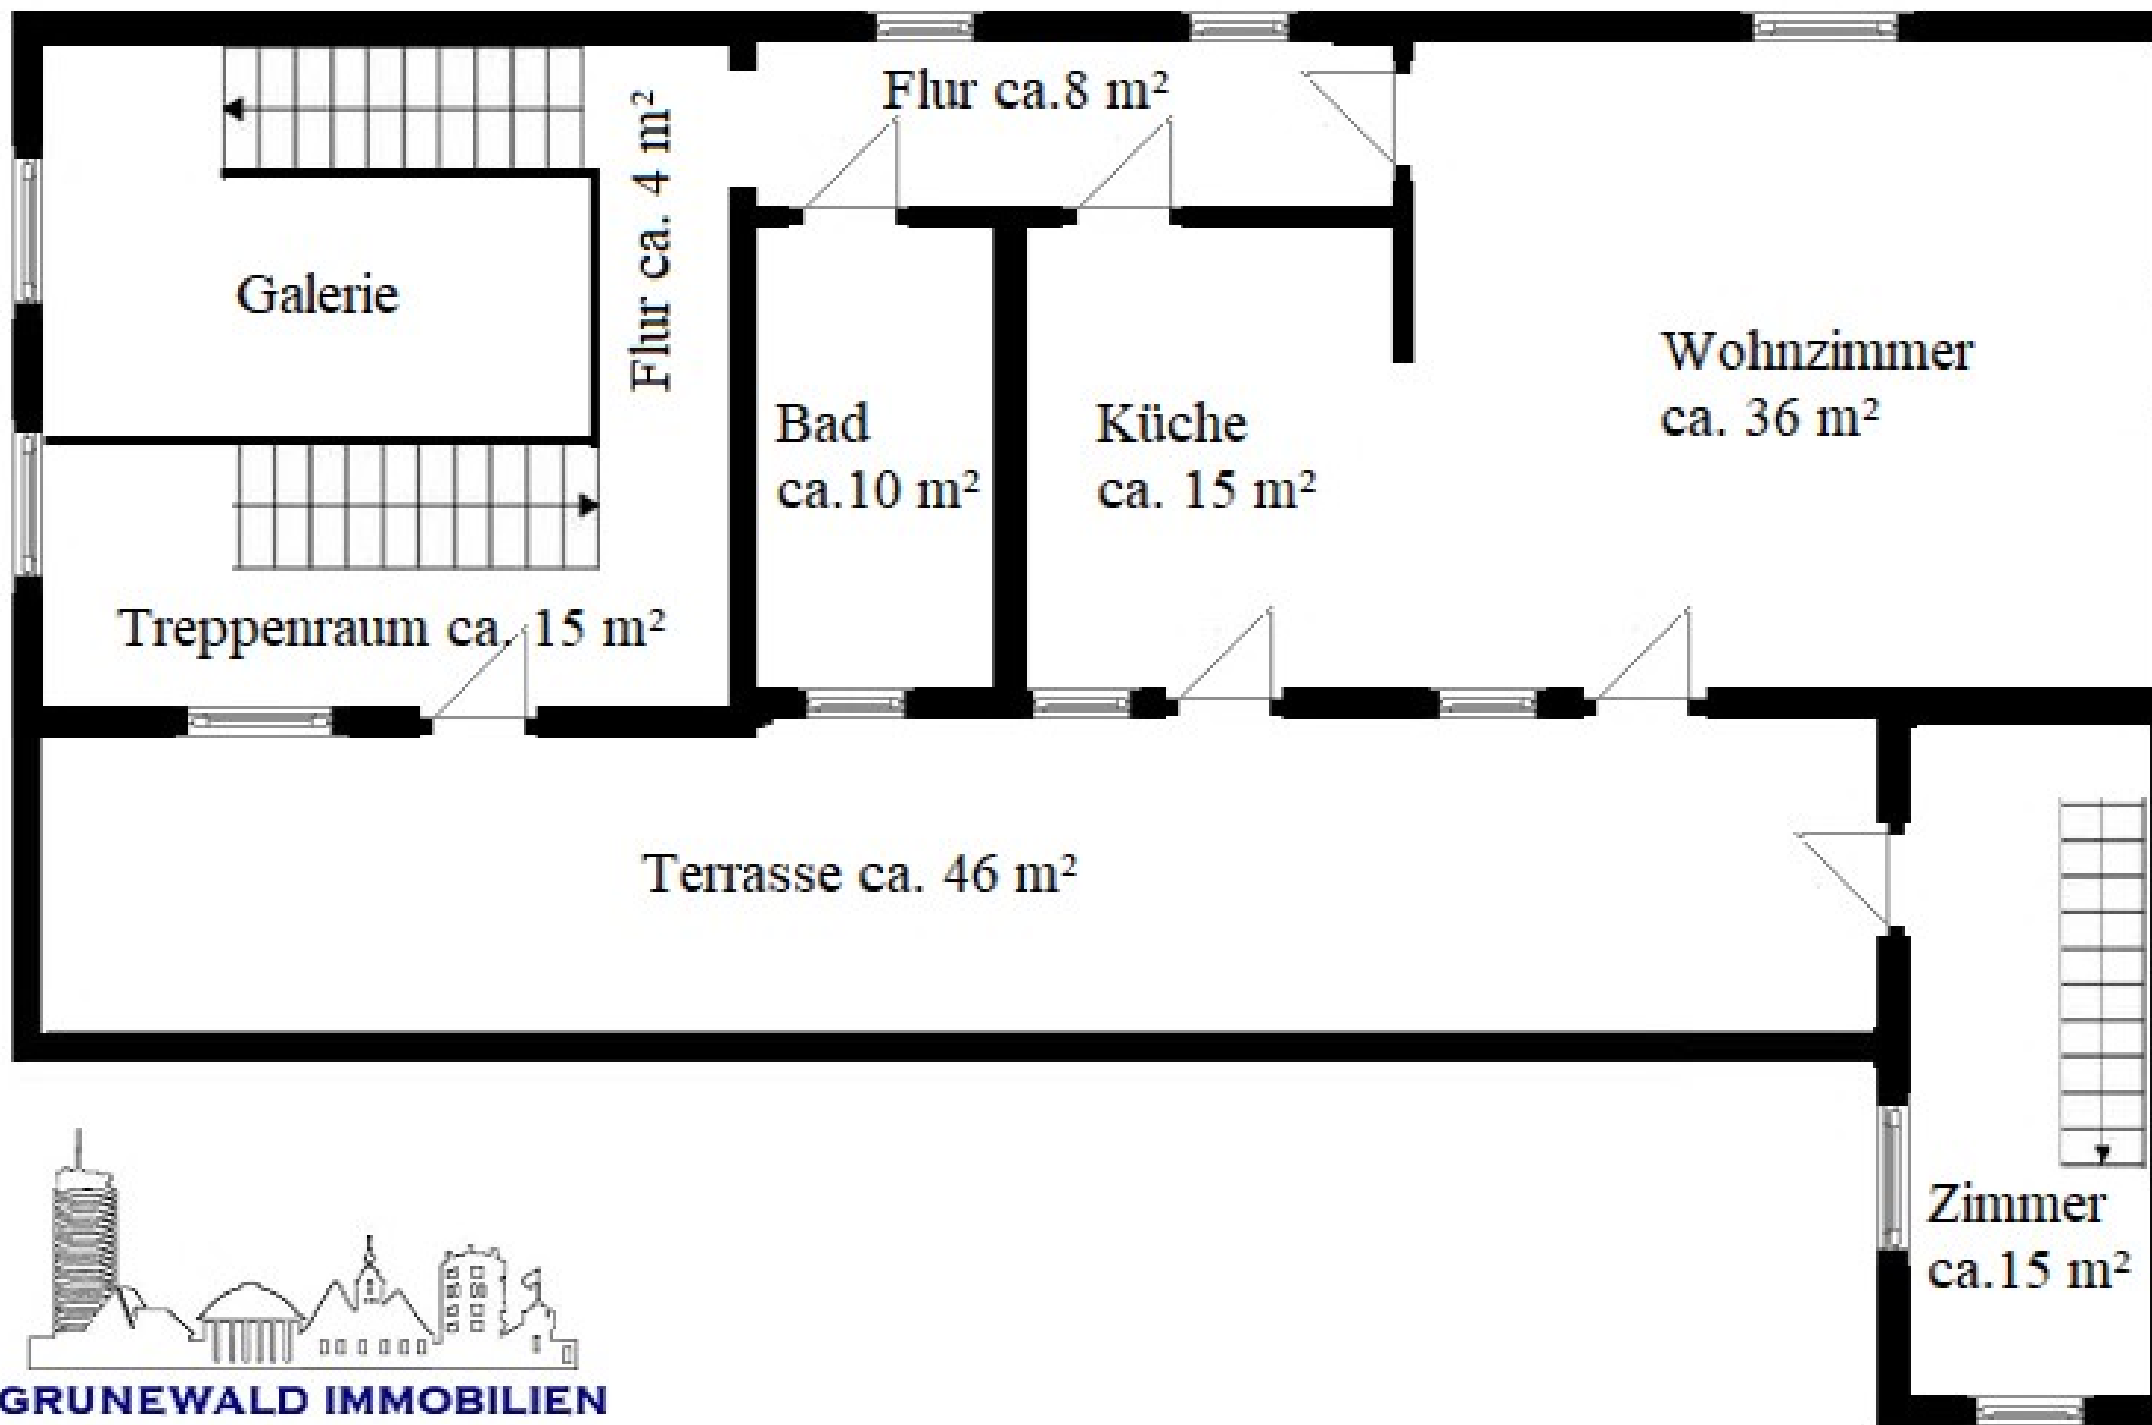 Flur ca.8 m²
Flur ca. 4 m²
Galerie
Wohnzimmer
ca. 36 m²
Bad
ca.10 m²
Küche
ca. 15 m²
Treppenraum ca. 15 m²
Terrasse ca. 46 m²
Zimmer
ca.15 m²
GRUNEWALD IMMOBILIEN